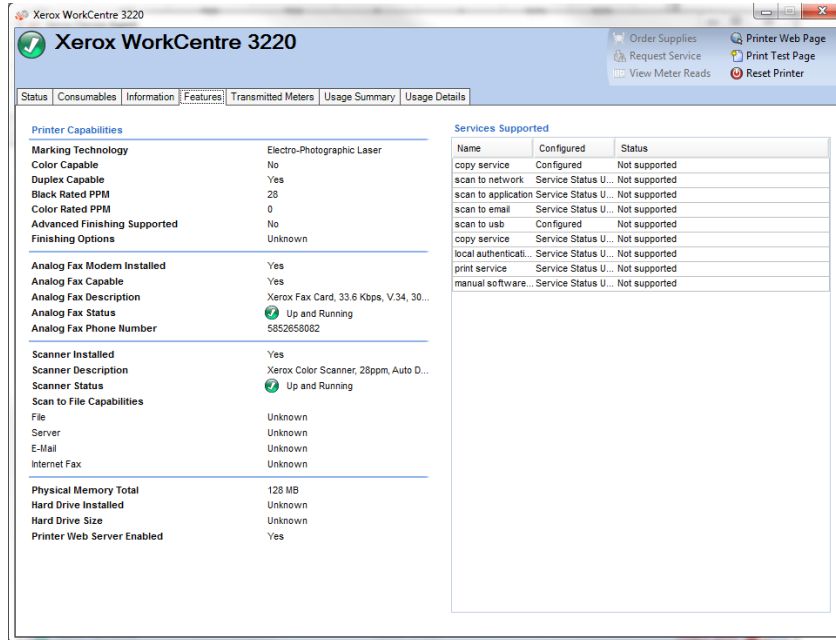 Xerox WorkCentre 3220
Xerox WorkCentre 3220
Order Supplies
Request Service
View Meter Reads
Printer Web Page
Print Test Page
Reset Printer
Status Consumables Information Features Transmitted Meters Usage Summary Usage Details
Printer Capabilities
Marking Technology Electro-Photographic Laser
Color Capable No
Duplex Capable Yes
Black Rated PPM 28
Color Rated PPM 0
Advanced Finishing Supported No
Finishing Options Unknown
Analog Fax Modem Installed Yes
Analog Fax Capable Yes
Analog Fax Description Xerox Fax Card, 33.6 Kbps, V.34, 30...
Analog Fax Status Up and Running
Analog Fax Phone Number 5852658082
Scanner Installed Yes
Scanner Description Xerox Color Scanner, 28ppm, Auto D...
Scanner Status Up and Running
Scan to File Capabilities
File Unknown
Server Unknown
E-Mail Unknown
Internet Fax Unknown
Physical Memory Total 128 MB
Hard Drive Installed Unknown
Hard Drive Size Unknown
Printer Web Server Enabled Yes
Services Supported
Name Configured Status
copy service Configured Not supported
scan to network Service Status U... Not supported
scan to application Service Status U... Not supported
scan to email Service Status U... Not supported
scan to usb Configured Not supported
copy service Service Status U... Not supported
local authenticati... Service Status U... Not supported
print service Service Status U... Not supported
manual software... Service Status U... Not supported